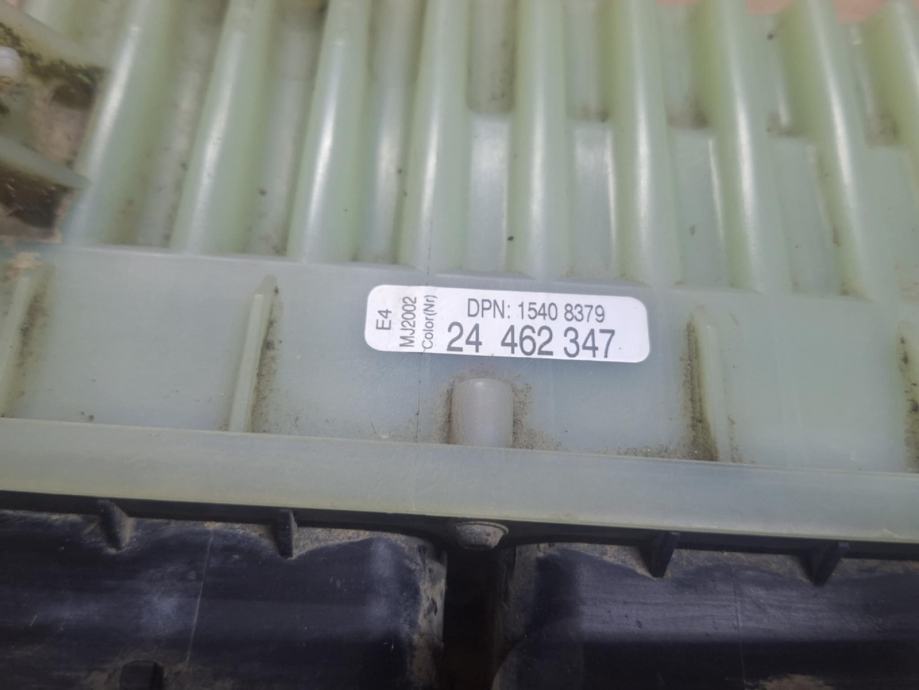 E4
MJ2002
Color(Nr)
DPN: 1540 8379
24 462 347